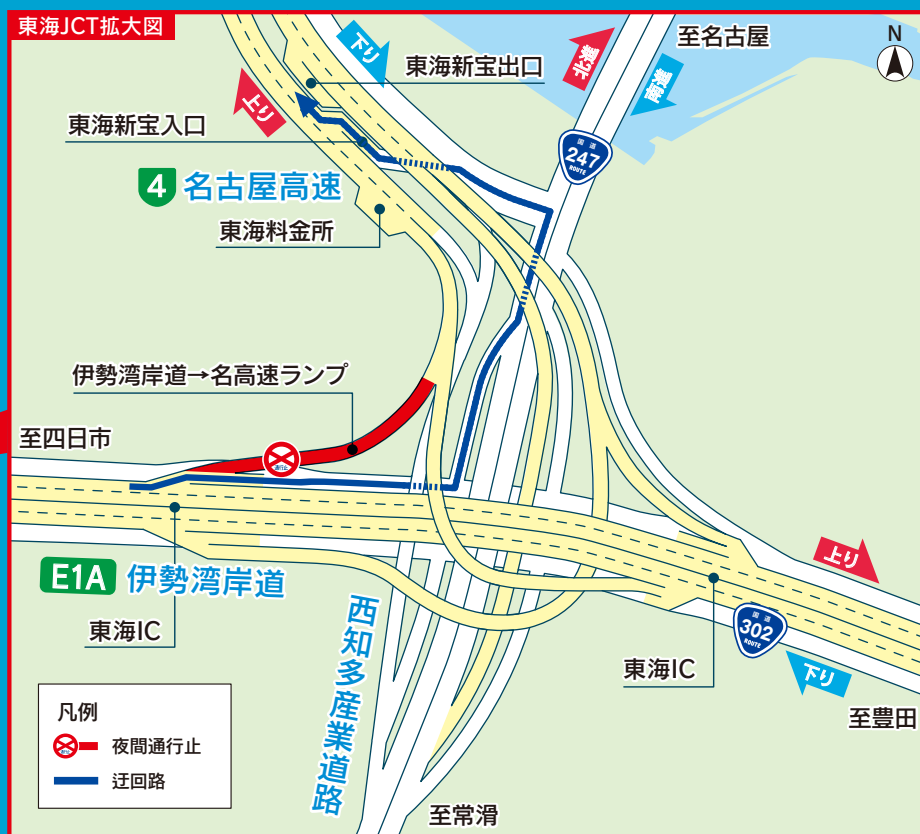 東海JCT拡大図
至名古屋
N
下り
北進
南進
東海新宝出口
上り
東海新宝入口
国道
247
ROUTE
4 名古屋高速
東海料金所
伊勢湾岸道→名高速ランプ
至四日市
通行止
E1A 伊勢湾岸道
上り
国道
302
ROUTE
東海IC
西知多産業道路
東海IC
下り
至豊田
凡例
夜間通行止
迂回路
至常滑